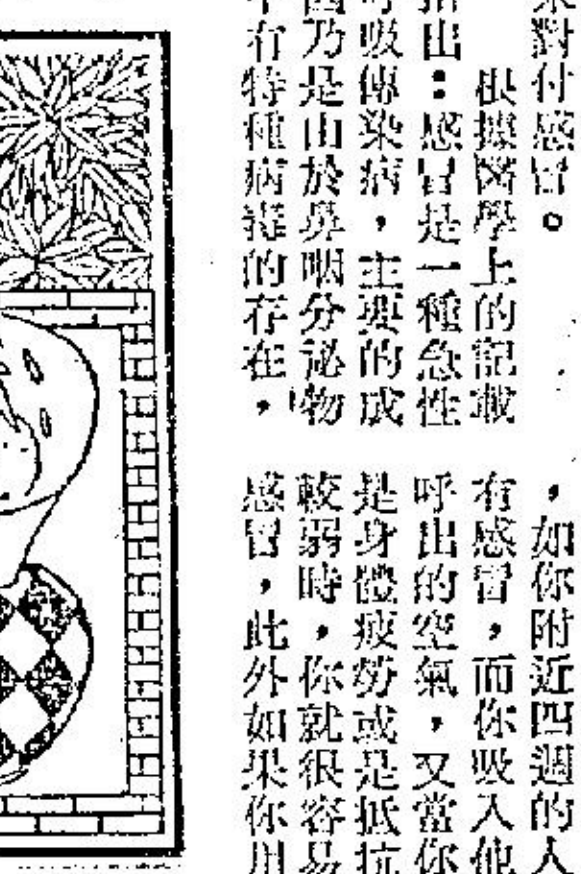 來對付感冒。
根據醫學上的記載
指出：感冒是一種急性
呼吸傳染病，主要的成
因乃是由於鼻咽分泌物
中有特種病毒的存在，
，如你附近四週的人
有感冒，而你吸入他
呼出的空氣，又當你
是身體疲勞或是抵抗
較弱時，你就很容易
感冒，此外如果你用